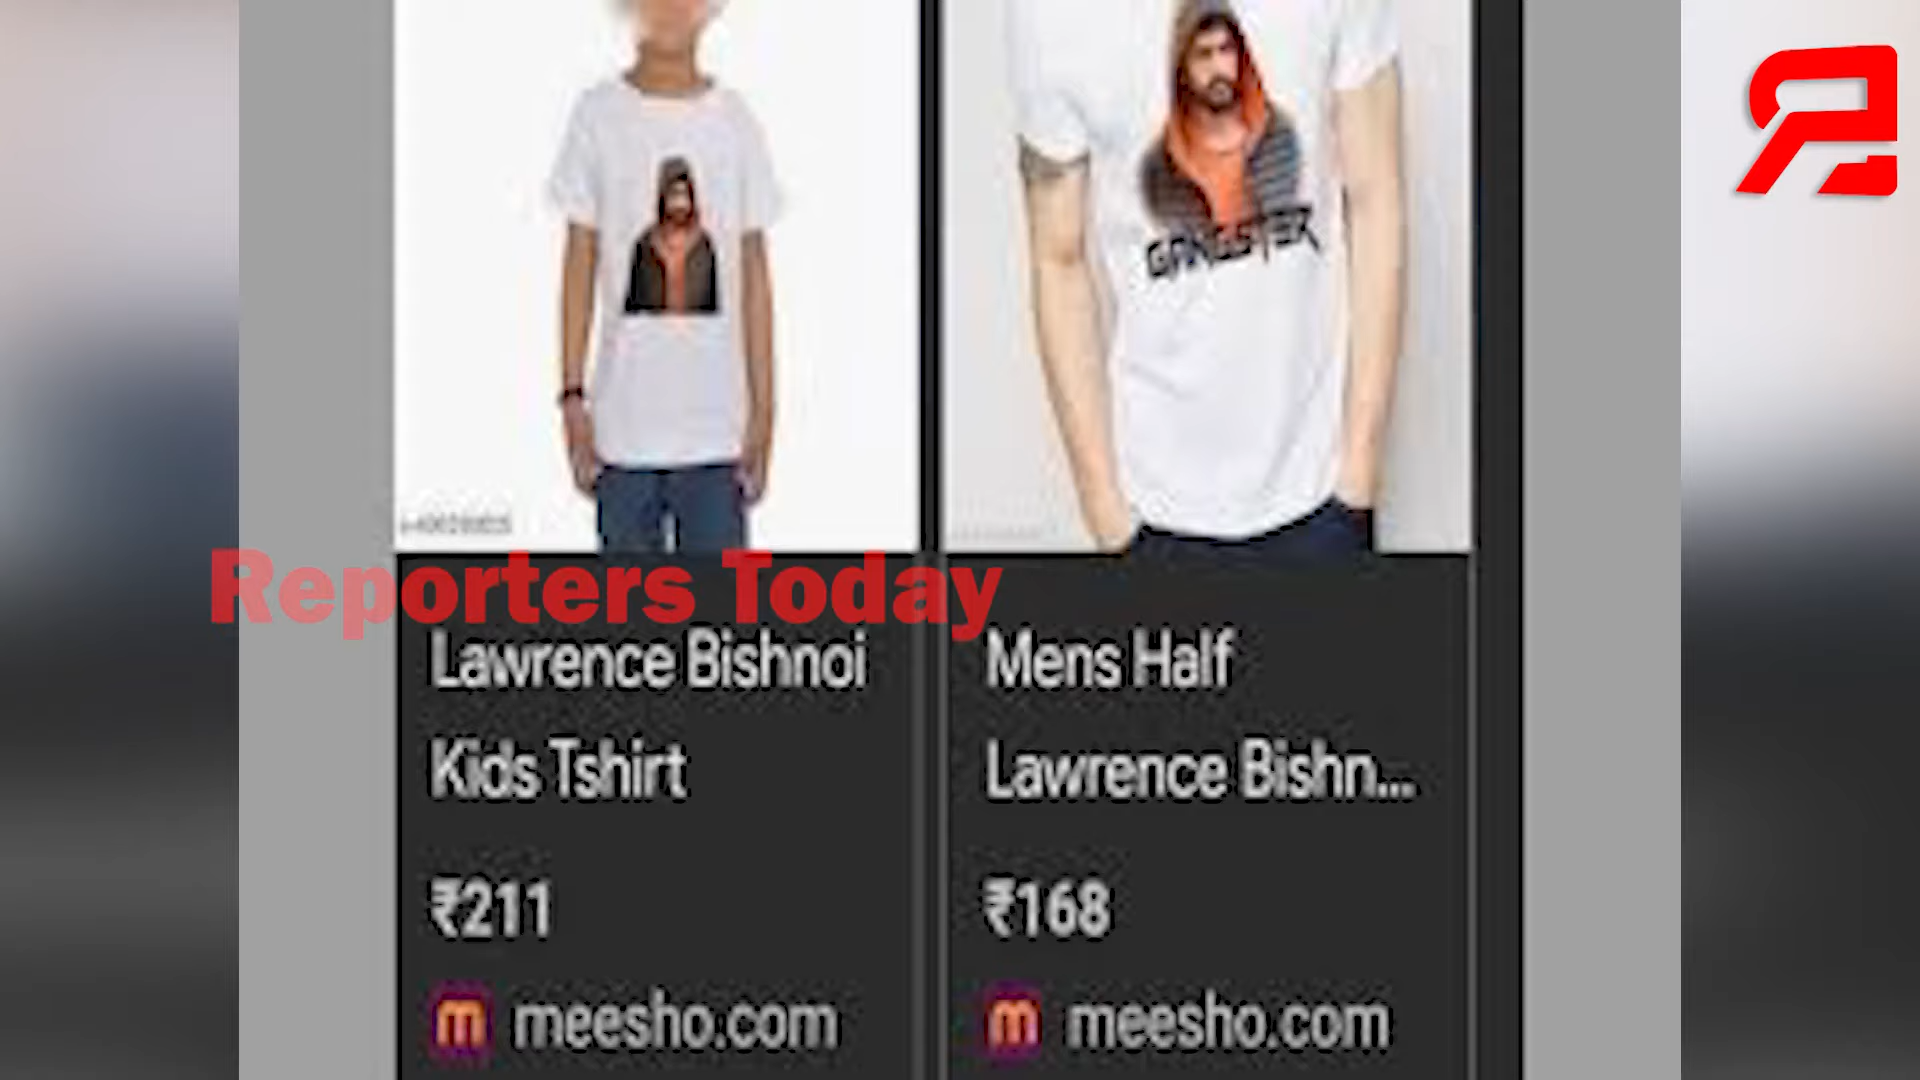 GANGSTER
Reporters Today
Lawrence Bishnoi
Kids Tshirt
₹211
meesho.com
Mens Half
Lawrence Bishn...
₹168
meesho.com